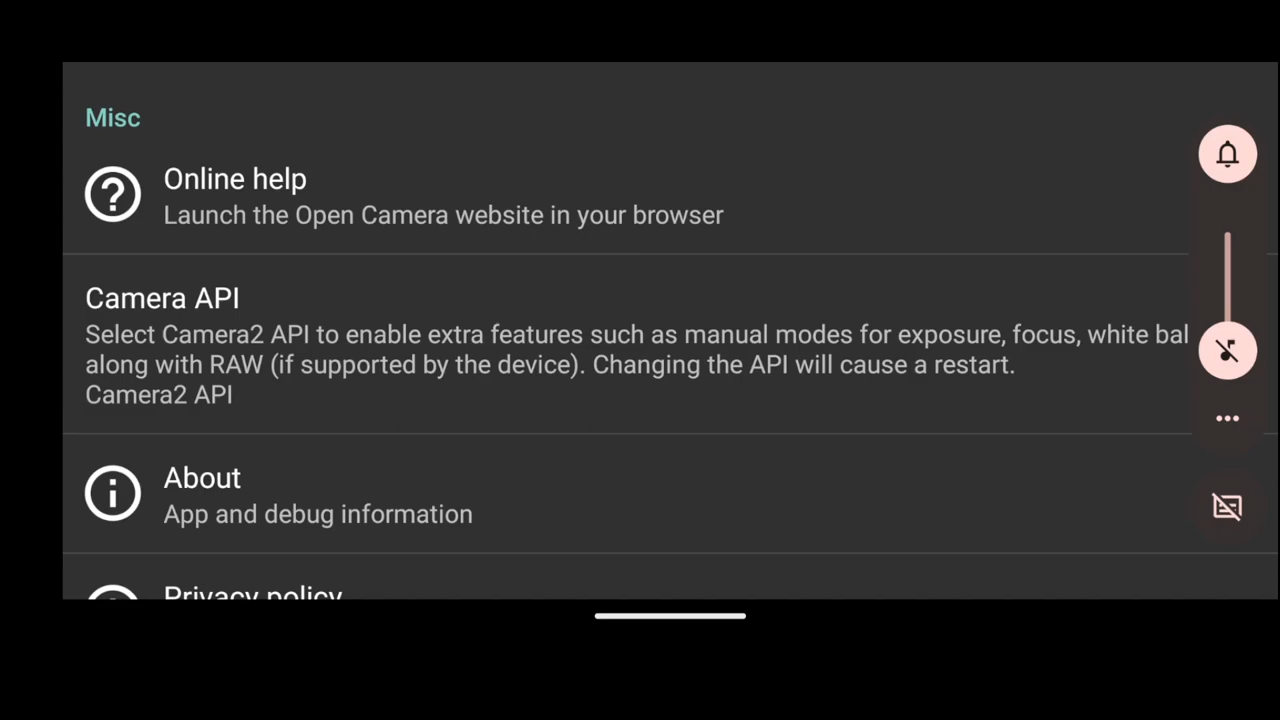 Misc
Online help
Launch the Open Camera website in your browser
Camera API
Select Camera2 API to enable extra features such as manual modes for exposure, focus, white bal
along with RAW (if supported by the device). Changing the API will cause a restart.
Camera2 API
About
App and debug information
Privacy policy